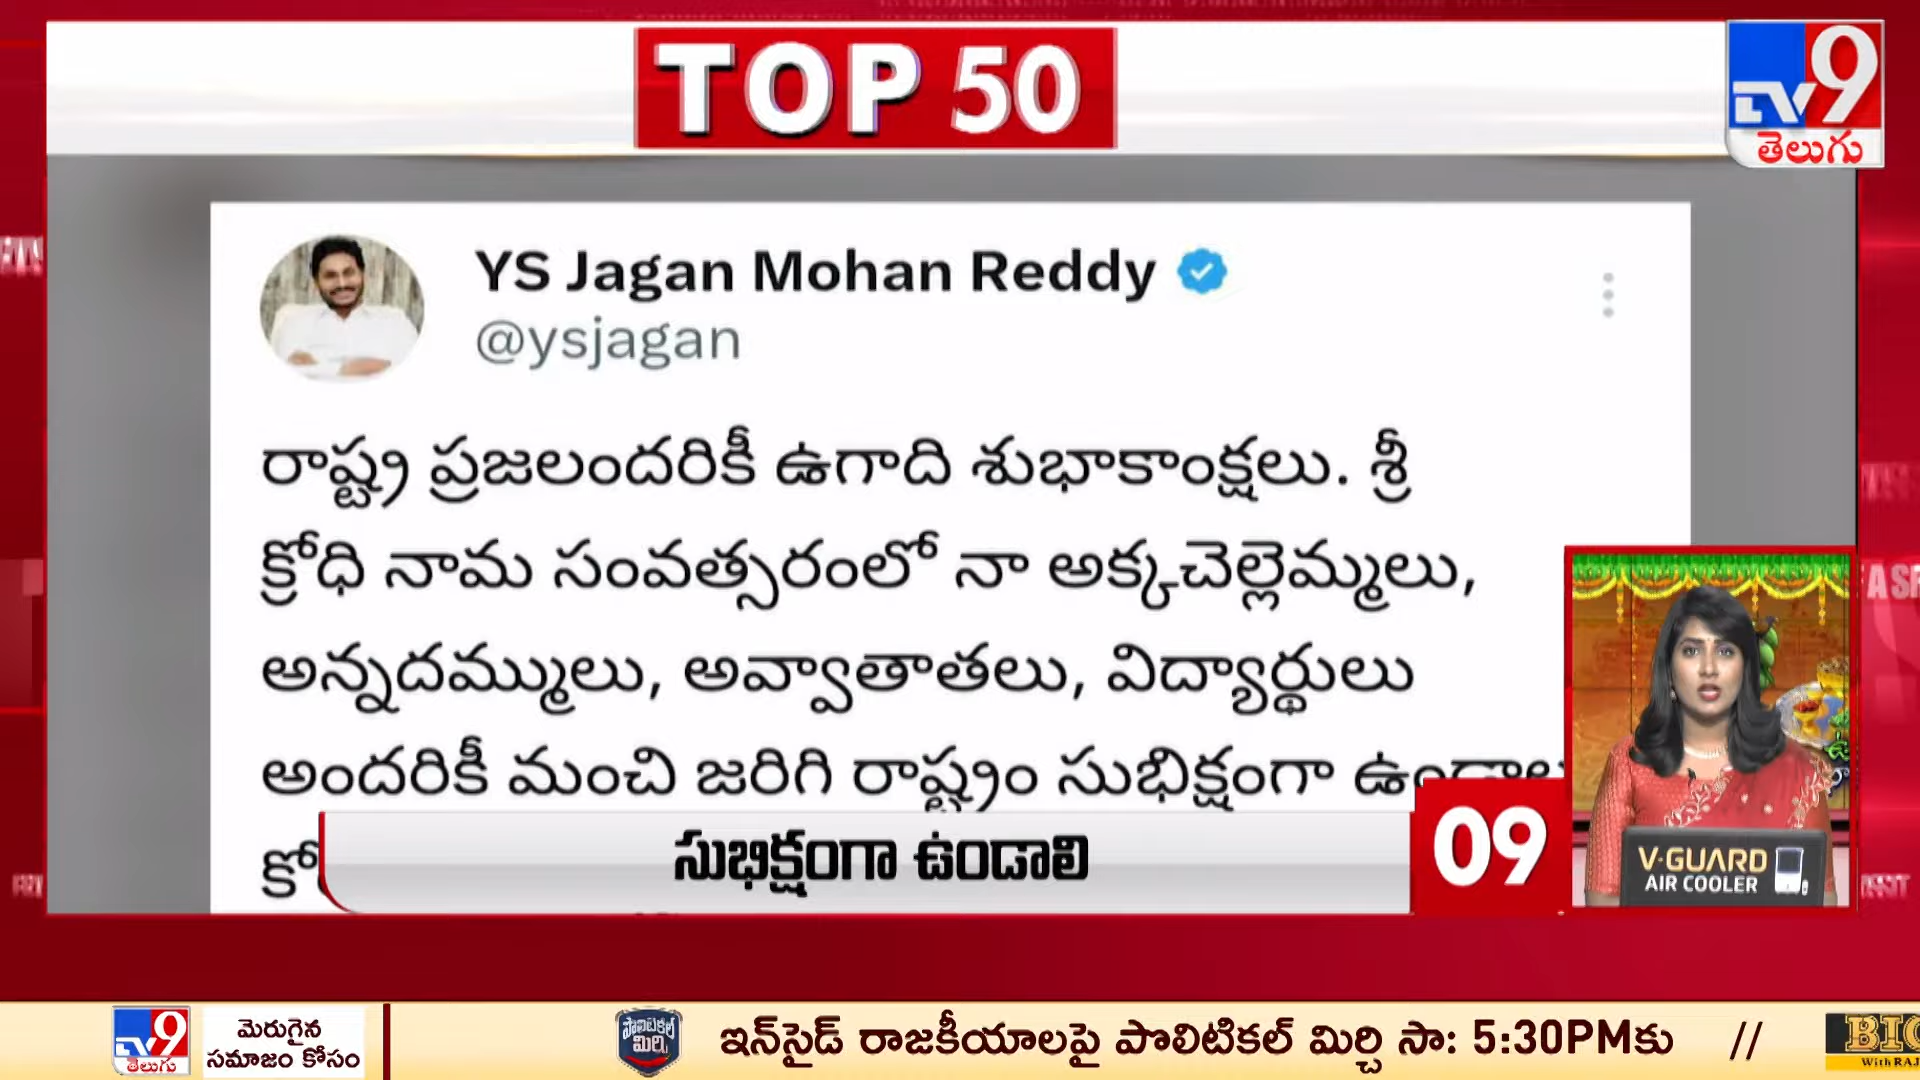 TOP 50
TV9
తెలుగు
YS Jagan Mohan Reddy
@ysjagan
రాష్ట్ర ప్రజలందరికీ ఉగాది శుభాకాంక్షలు. శ్రీ
క్రోధి నామ సంవత్సరంలో నా అక్కచెల్లెమ్మలు,
అన్నదమ్ములు, అవ్వాతాతలు, విద్యార్థులు
అందరికీ మంచి జరిగి రాష్ట్రం సుభిక్షంగా
సుభిక్షంగా ఉండాలి
09
V-GUARD
AIR COOLER
TV9
తెలుగు
మెరుగైన
సమాజం కోసం
పొలిటికల్
మిర్చి
ఇన్‌సైడ్ రాజకీయాలపై పొలిటికల్ మిర్చి సా: 5:30PMకు //